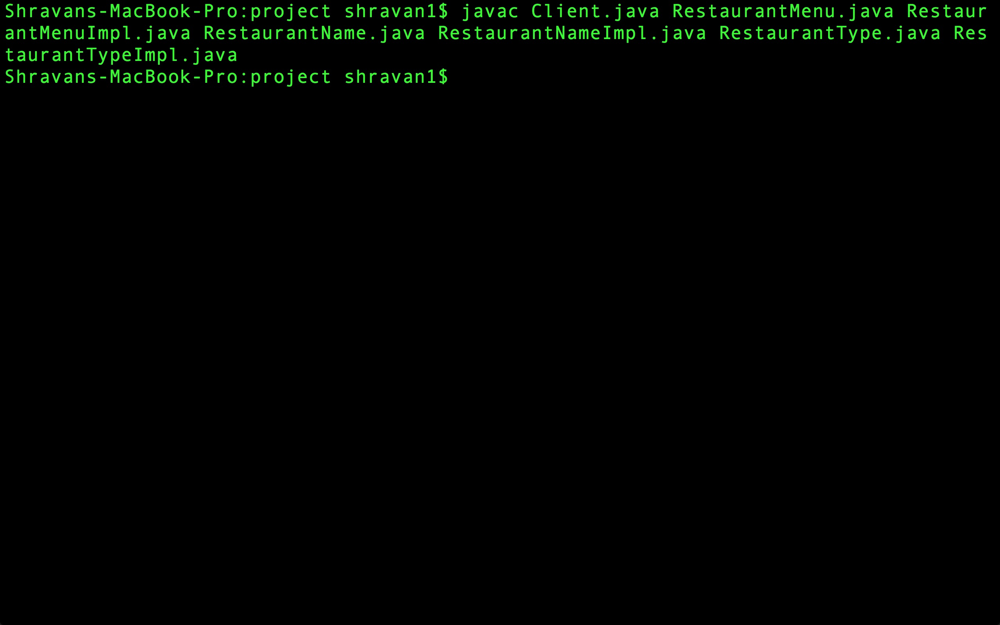 Shravans-MacBook-Pro:project shravan1$ javac Client.java RestaurantMenu.java Restaur
antMenuImpl.java RestaurantName.java RestaurantNameImpl.java RestaurantType.java Res
taurantTypeImpl.java
Shravans-MacBook-Pro:project shravan1$